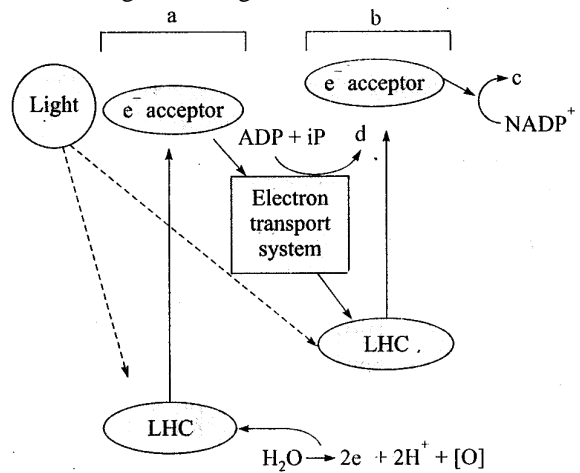 a
b
Light
e⁻ acceptor
e⁻ acceptor
c
NADP⁺
ADP + iP
d
Electron
transport
system
LHC
LHC
H₂O → 2e + 2H⁺ + [O]